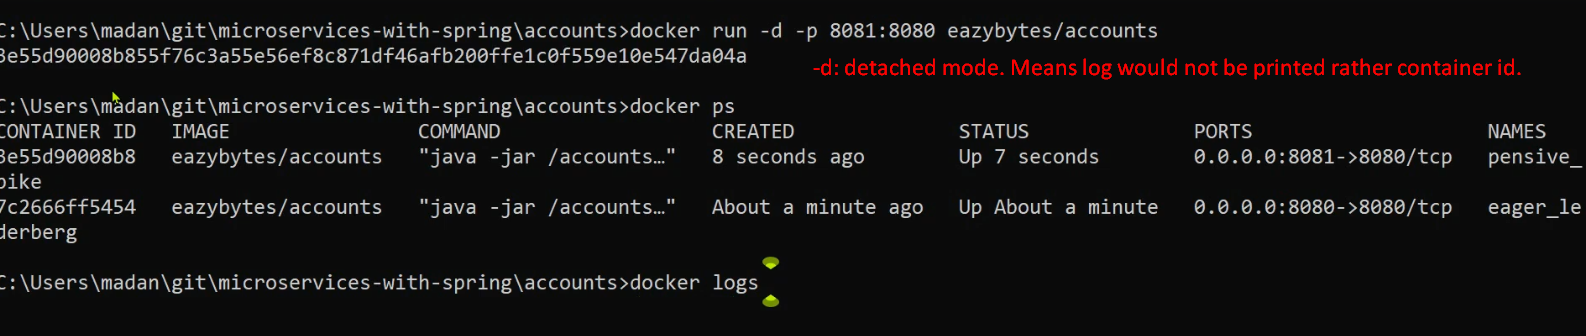 C:\Users\madan\git\microservices-with-spring\accounts>docker run -d -p 8081:8080 eazybytes/accounts
3e55d90008b855f76c3a55e56ef8c871df46afb200ffe1c0f559e10e547da04a
-d: detached mode. Means log would not be printed rather container id.
C:\Users\madan\git\microservices-with-spring\accounts>docker ps
CONTAINER ID IMAGE COMMAND CREATED STATUS PORTS NAMES
3e55d90008b8 eazybytes/accounts "java -jar /accounts…" 8 seconds ago Up 7 seconds 0.0.0.0:8081->8080/tcp pensive_
pike
7c2666ff5454 eazybytes/accounts "java -jar /accounts…" About a minute ago Up About a minute 0.0.0.0:8080->8080/tcp eager_le
derberg
C:\Users\madan\git\microservices-with-spring\accounts>docker logs